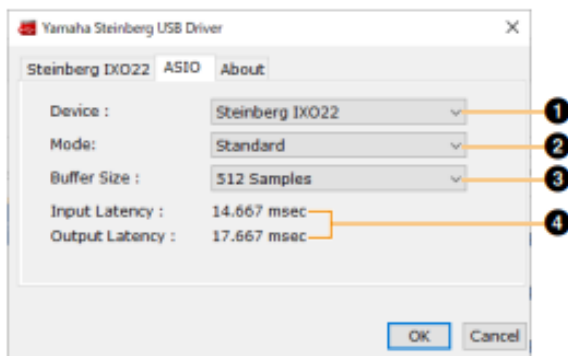 Yamaha Steinberg USB Driver
Steinberg IXO22 ASIO About
Device : Steinberg IXO22 1
Mode: Standard 2
Buffer Size : 512 Samples 3
Input Latency : 14.667 msec
Output Latency : 17.667 msec
4
OK Cancel